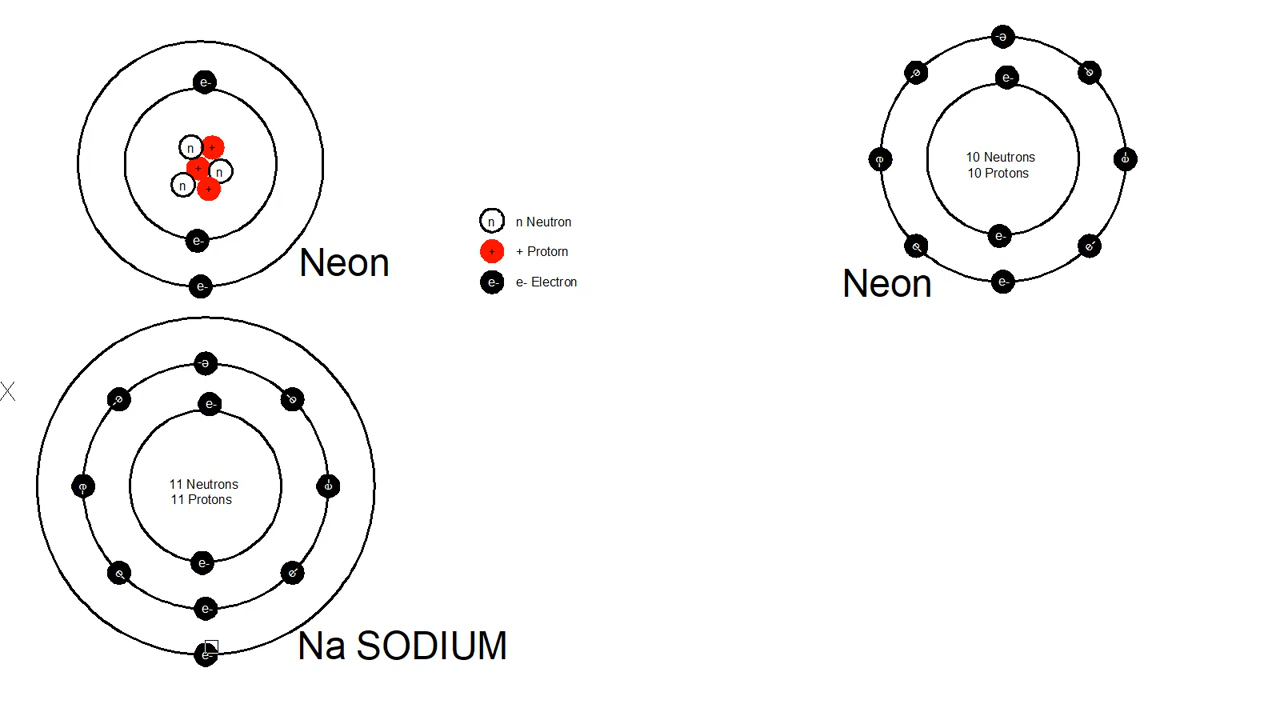 e-
n +
+ n
n +
e-
e-
Neon
n n Neutron
+ + Protorn
e- e- Electron
e-
e- e-
e-
10 Neutrons
10 Protons
e- e-
e-
e- e-
e-
Neon
e-
e- e-
e-
11 Neutrons
11 Protons
e- e-
e-
e- e-
e-
e-
Na SODIUM
X